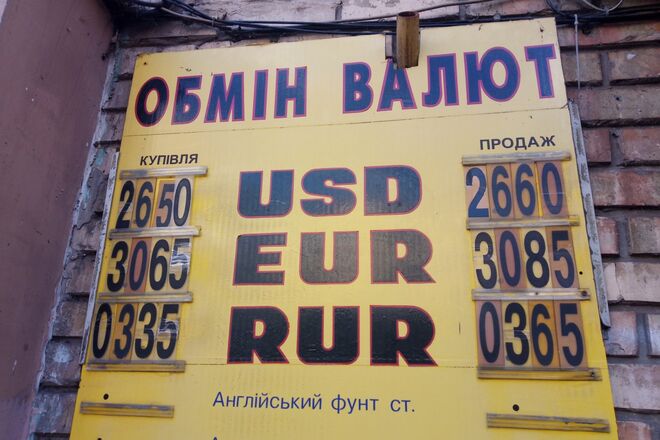 ОБМІН ВАЛЮТ
КУПІВЛЯ ПРОДАЖ
2650 USD 2660
3065 EUR 3085
0335 RUR 0365
Англійський фунт ст.